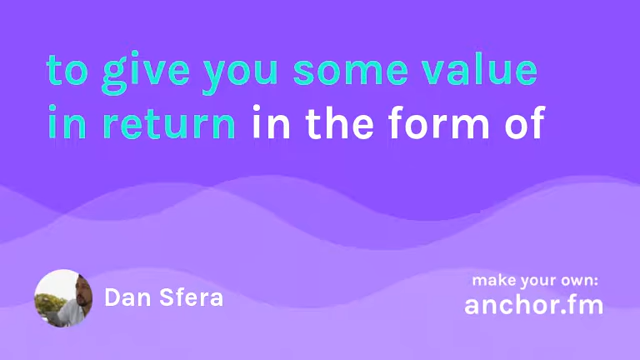 to give you some value
in return in the form of
Dan Sfera
make your own:
anchor.fm